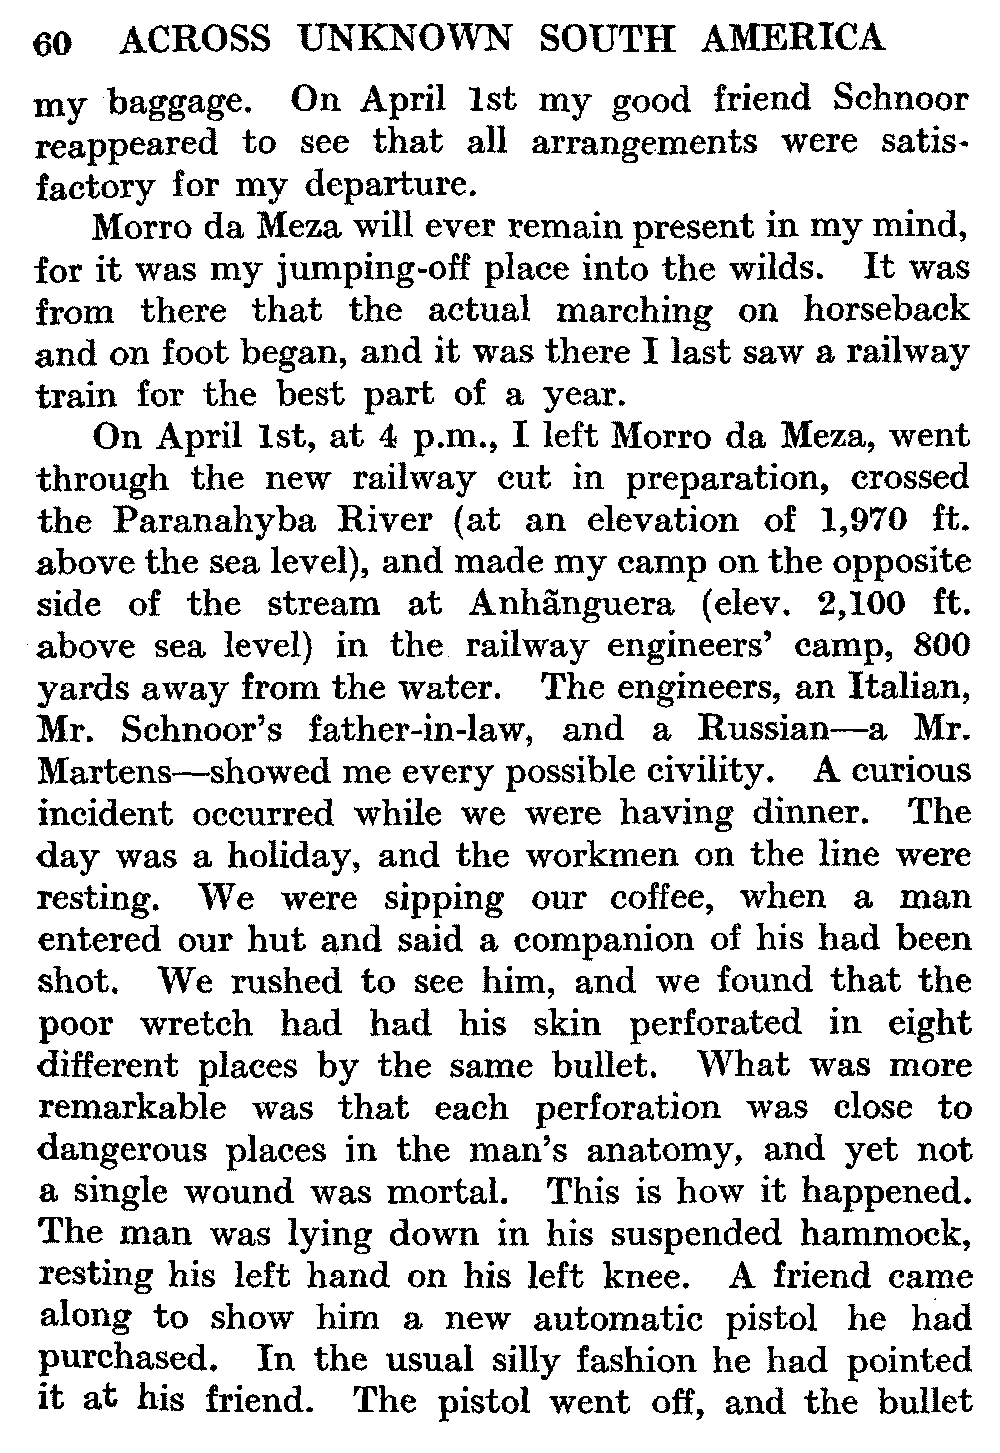 60 ACROSS UNKNOWN SOUTH AMERICA
my baggage. On April 1st my good friend Schnoor
reappeared to see that all arrangements were satis-
factory for my departure.
Morro da Meza will ever remain present in my mind,
for it was my jumping-off place into the wilds. It was
from there that the actual marching on horseback
and on foot began, and it was there I last saw a railway
train for the best part of a year.
On April 1st, at 4 p.m., I left Morro da Meza, went
through the new railway cut in preparation, crossed
the Paranahyba River (at an elevation of 1,970 ft.
above the sea level), and made my camp on the opposite
side of the stream at Anhãnguera (elev. 2,100 ft.
above sea level) in the railway engineers' camp, 800
yards away from the water. The engineers, an Italian,
Mr. Schnoor's father-in-law, and a Russian—a Mr.
Martens—showed me every possible civility. A curious
incident occurred while we were having dinner. The
day was a holiday, and the workmen on the line were
resting. We were sipping our coffee, when a man
entered our hut and said a companion of his had been
shot. We rushed to see him, and we found that the
poor wretch had had his skin perforated in eight
different places by the same bullet. What was more
remarkable was that each perforation was close to
dangerous places in the man's anatomy, and yet not
a single wound was mortal. This is how it happened.
The man was lying down in his suspended hammock,
resting his left hand on his left knee. A friend came
along to show him a new automatic pistol he had
purchased. In the usual silly fashion he had pointed
it at his friend. The pistol went off, and the bullet